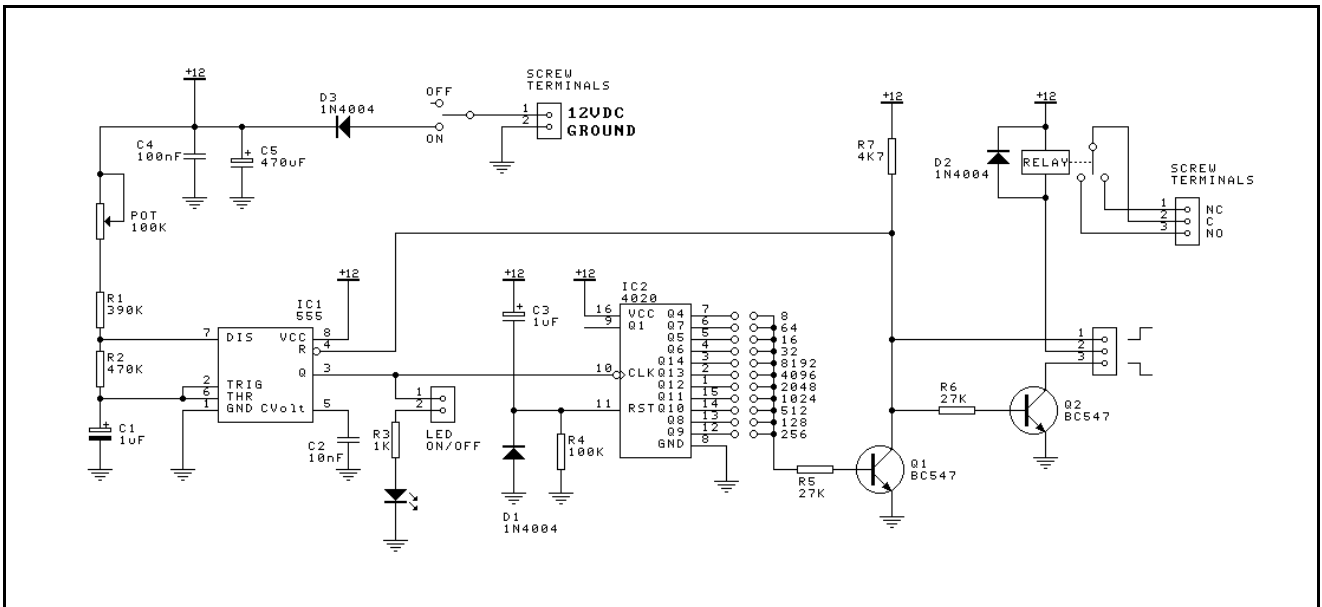 +12
SCREW
TERMINALS
D3
1N4004
OFF
ON
1 12VDC
2 GROUND
C4
100nF
C5
470uF
+
POT
100K
R1
390K
R2
470K
+
C1
1uF
+12
IC1
555
7 DIS VCC 8
R 4
Q 3
2 TRIG
6 THR
1 GND CVolt 5
C2
10nF
R3
1K
1
2
LED
ON/OFF
+12
+
C3
1uF
D1
1N4004
R4
100K
+12
IC2
4020
16 VCC Q4 7 8
9 Q1 Q7 6 64
Q5 5 16
Q6 4 32
Q14 3 8192
10 CLK Q13 2 4096
Q12 1 2048
Q11 15 1024
11 RST Q10 14 512
Q8 13 128
Q9 12 256
GND 8
R5
27K
+12
R7
4K7
Q1
BC547
R6
27K
Q2
BC547
+12
D2
1N4004
RELAY
SCREW
TERMINALS
1 NC
2 C
3 NO
1
2
3